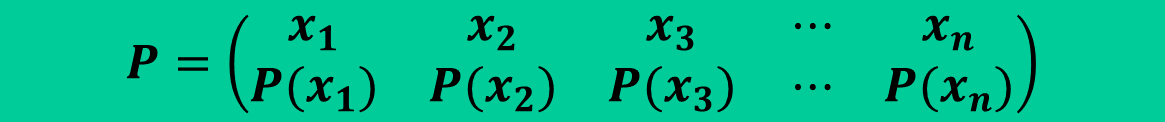 P = ( x₁ x₂ x₃ ⋯ xₙ
P(x₁) P(x₂) P(x₃) ⋯ P(xₙ) )